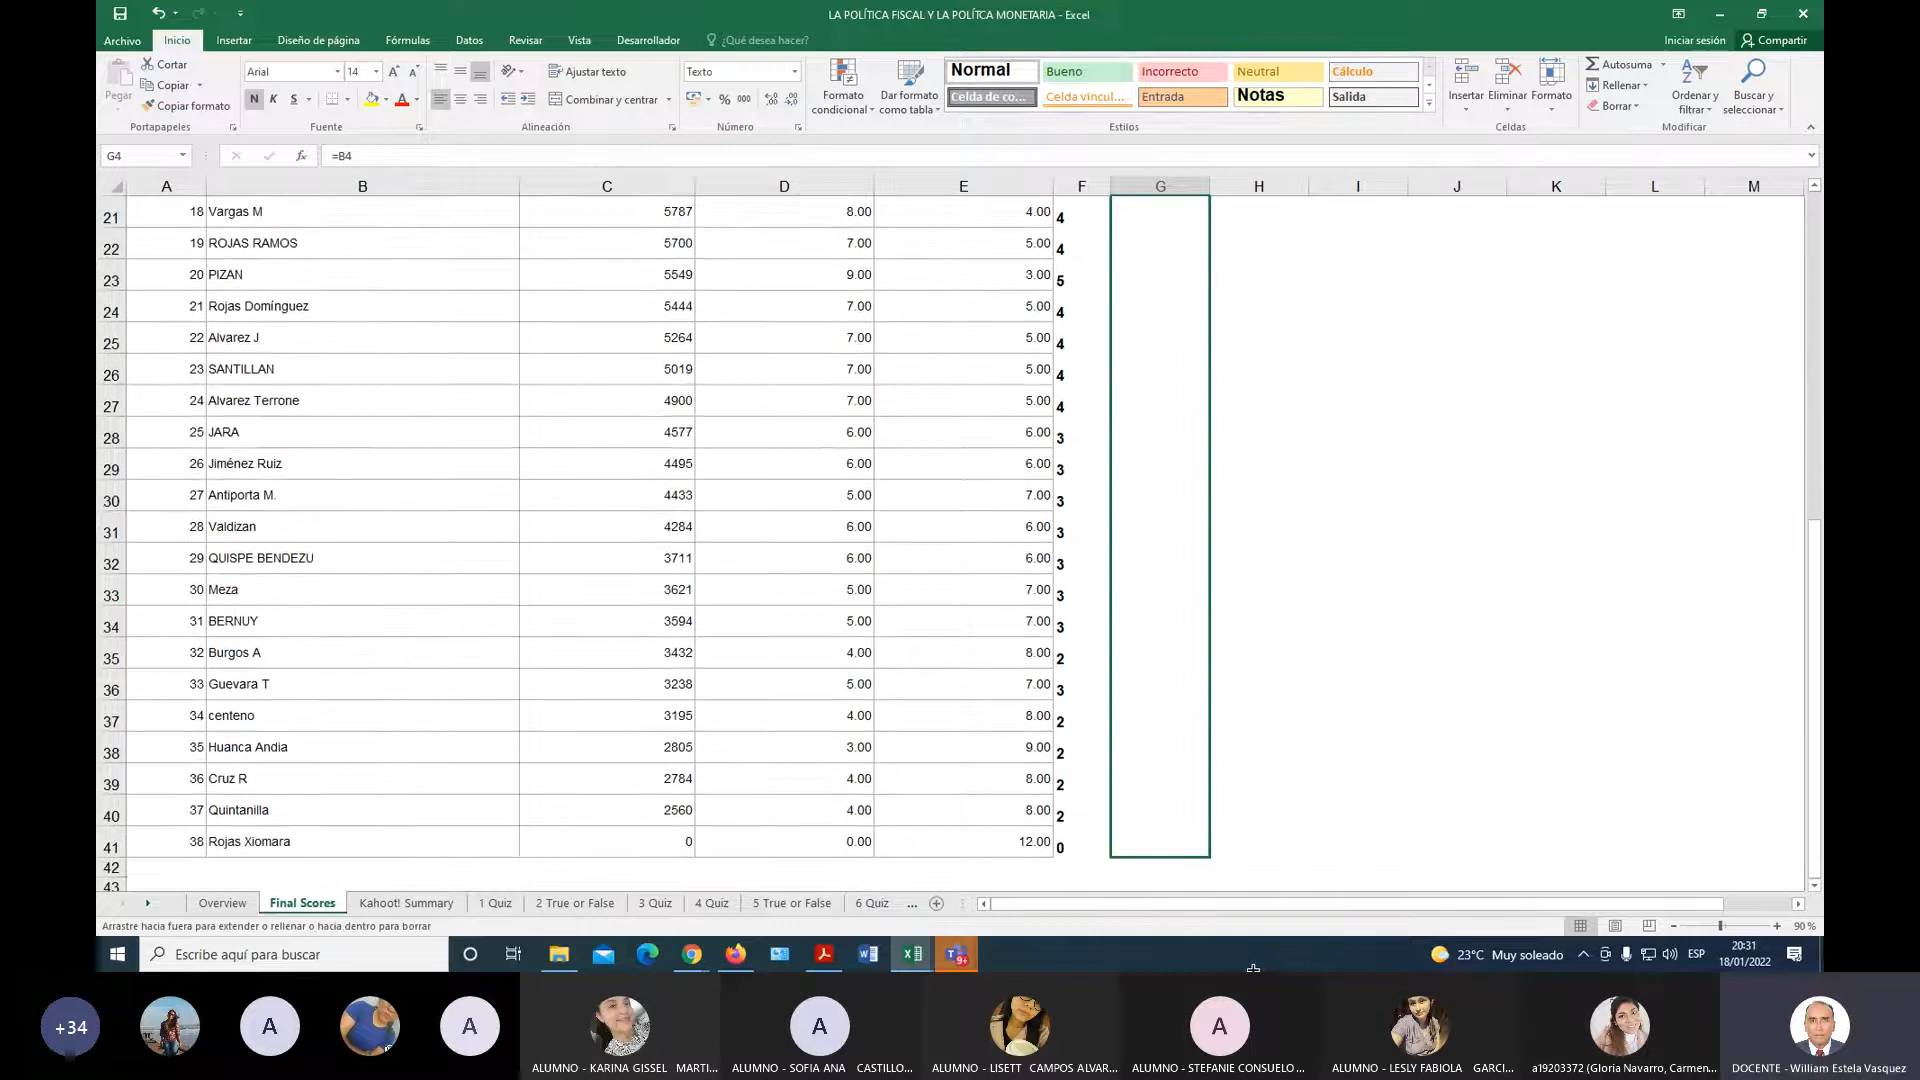 LA POLÍTICA FISCAL Y LA POLÍTCA MONETARIA - Excel
Archivo Inicio Insertar Diseño de página Fórmulas Datos Revisar Vista Desarrollador ¿Qué desea hacer? Iniciar sesión Compartir
Pegar Cortar Copiar Copiar formato
Arial 14 N K S
Ajustar texto Combinar y centrar
Texto % 000
Formato condicional Dar formato como tabla
Normal Bueno Incorrecto Neutral Cálculo
Celda de co... Celda vincul... Entrada Notas Salida
Insertar Eliminar Formato
Autosuma Rellenar Borrar Ordenar y filtrar Buscar y seleccionar
Portapapeles Fuente Alineación Número Estilos Celdas Modificar
G4 fx =B4
A B C D E F G H I J K L M
21 18 Vargas M 5787 8.00 4.00 4
22 19 ROJAS RAMOS 5700 7.00 5.00 4
23 20 PIZAN 5549 9.00 3.00 5
24 21 Rojas Domínguez 5444 7.00 5.00 4
25 22 Alvarez J 5264 7.00 5.00 4
26 23 SANTILLAN 5019 7.00 5.00 4
27 24 Alvarez Terrone 4900 7.00 5.00 4
28 25 JARA 4577 6.00 6.00 3
29 26 Jiménez Ruiz 4495 6.00 6.00 3
30 27 Antiporta M. 4433 5.00 7.00 3
31 28 Valdizan 4284 6.00 6.00 3
32 29 QUISPE BENDEZU 3711 6.00 6.00 3
33 30 Meza 3621 5.00 7.00 3
34 31 BERNUY 3594 5.00 7.00 3
35 32 Burgos A 3432 4.00 8.00 2
36 33 Guevara T 3238 5.00 7.00 3
37 34 centeno 3195 4.00 8.00 2
38 35 Huanca Andia 2805 3.00 9.00 2
39 36 Cruz R 2784 4.00 8.00 2
40 37 Quintanilla 2560 4.00 8.00 2
41 38 Rojas Xiomara 0 0.00 12.00 0
42
43
Overview Final Scores Kahoot! Summary 1 Quiz 2 True or False 3 Quiz 4 Quiz 5 True or False 6 Quiz ...
Arrastre hacia fuera para extender o rellenar o hacia dentro para borrar 90 %
Escribe aquí para buscar 9+ 23°C Muy soleado ESP 20:31
18/01/2022
+34 A A A A
ALUMNO - KARINA GISSEL MARTI... ALUMNO - SOFIA ANA CASTILLO... ALUMNO - LISETT CAMPOS ALVAR... ALUMNO - STEFANIE CONSUELO ... ALUMNO - LESLY FABIOLA GARCI... a19203372 (Gloria Navarro, Carmen... DOCENTE - William Estela Vasquez